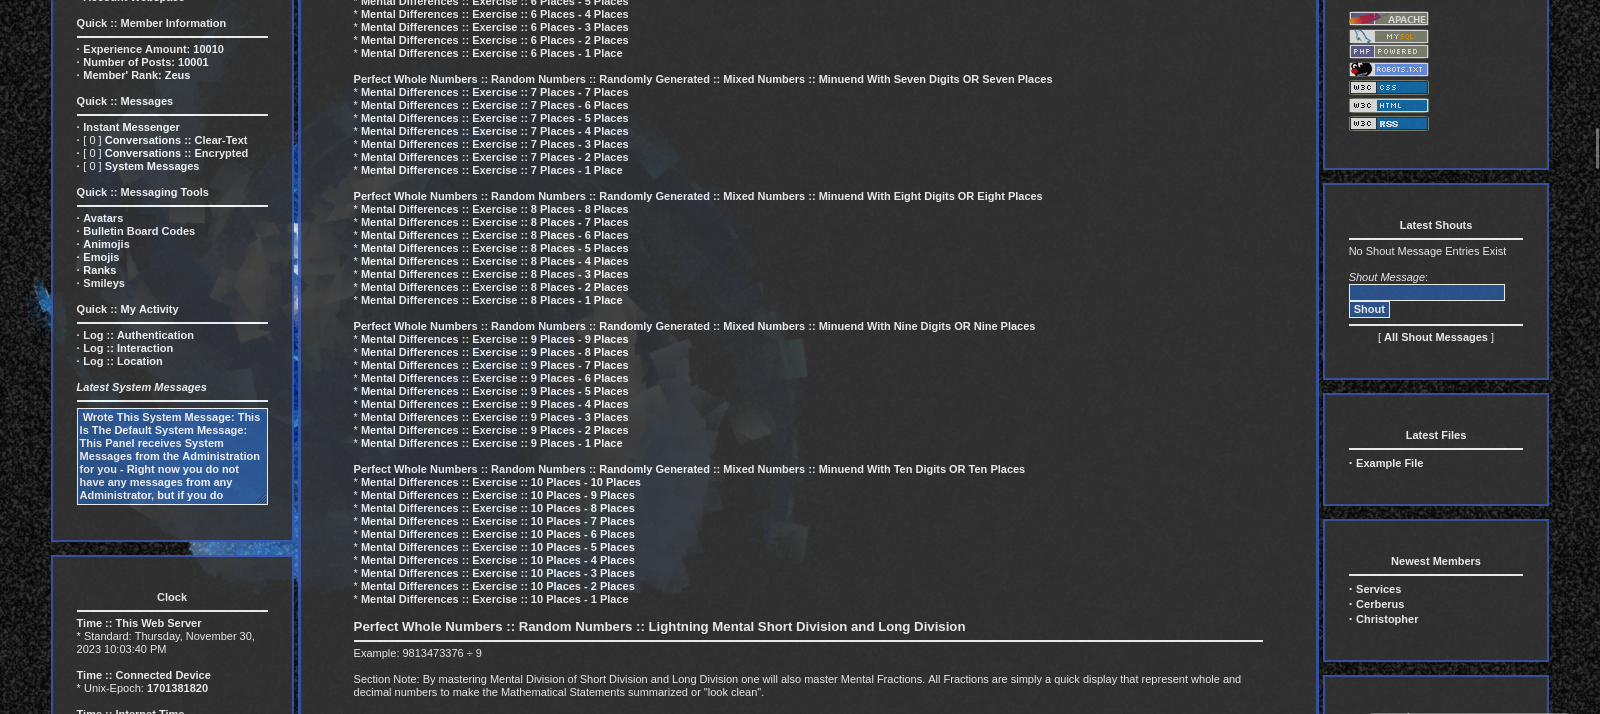 Quick :: Member Information
· Experience Amount: 10010
· Number of Posts: 10001
· Member' Rank: Zeus
Quick :: Messages
· Instant Messenger
· [ 0 ] Conversations :: Clear-Text
· [ 0 ] Conversations :: Encrypted
· [ 0 ] System Messages
Quick :: Messaging Tools
· Avatars
· Bulletin Board Codes
· Animojis
· Emojis
· Ranks
· Smileys
Quick :: My Activity
· Log :: Authentication
· Log :: Interaction
· Log :: Location
Latest System Messages
Wrote This System Message: This
Is The Default System Message:
This Panel receives System
Messages from the Administration
for you - Right now you do not
have any messages from any
Administrator, but if you do
Clock
Time :: This Web Server
* Standard: Thursday, November 30,
2023 10:03:40 PM
Time :: Connected Device
* Unix-Epoch: 1701381820
Time :: Internet Time
* Mental Differences :: Exercise :: 6 Places - 5 Places
* Mental Differences :: Exercise :: 6 Places - 4 Places
* Mental Differences :: Exercise :: 6 Places - 3 Places
* Mental Differences :: Exercise :: 6 Places - 2 Places
* Mental Differences :: Exercise :: 6 Places - 1 Place
Perfect Whole Numbers :: Random Numbers :: Randomly Generated :: Mixed Numbers :: Minuend With Seven Digits OR Seven Places
* Mental Differences :: Exercise :: 7 Places - 7 Places
* Mental Differences :: Exercise :: 7 Places - 6 Places
* Mental Differences :: Exercise :: 7 Places - 5 Places
* Mental Differences :: Exercise :: 7 Places - 4 Places
* Mental Differences :: Exercise :: 7 Places - 3 Places
* Mental Differences :: Exercise :: 7 Places - 2 Places
* Mental Differences :: Exercise :: 7 Places - 1 Place
Perfect Whole Numbers :: Random Numbers :: Randomly Generated :: Mixed Numbers :: Minuend With Eight Digits OR Eight Places
* Mental Differences :: Exercise :: 8 Places - 8 Places
* Mental Differences :: Exercise :: 8 Places - 7 Places
* Mental Differences :: Exercise :: 8 Places - 6 Places
* Mental Differences :: Exercise :: 8 Places - 5 Places
* Mental Differences :: Exercise :: 8 Places - 4 Places
* Mental Differences :: Exercise :: 8 Places - 3 Places
* Mental Differences :: Exercise :: 8 Places - 2 Places
* Mental Differences :: Exercise :: 8 Places - 1 Place
Perfect Whole Numbers :: Random Numbers :: Randomly Generated :: Mixed Numbers :: Minuend With Nine Digits OR Nine Places
* Mental Differences :: Exercise :: 9 Places - 9 Places
* Mental Differences :: Exercise :: 9 Places - 8 Places
* Mental Differences :: Exercise :: 9 Places - 7 Places
* Mental Differences :: Exercise :: 9 Places - 6 Places
* Mental Differences :: Exercise :: 9 Places - 5 Places
* Mental Differences :: Exercise :: 9 Places - 4 Places
* Mental Differences :: Exercise :: 9 Places - 3 Places
* Mental Differences :: Exercise :: 9 Places - 2 Places
* Mental Differences :: Exercise :: 9 Places - 1 Place
Perfect Whole Numbers :: Random Numbers :: Randomly Generated :: Mixed Numbers :: Minuend With Ten Digits OR Ten Places
* Mental Differences :: Exercise :: 10 Places - 10 Places
* Mental Differences :: Exercise :: 10 Places - 9 Places
* Mental Differences :: Exercise :: 10 Places - 8 Places
* Mental Differences :: Exercise :: 10 Places - 7 Places
* Mental Differences :: Exercise :: 10 Places - 6 Places
* Mental Differences :: Exercise :: 10 Places - 5 Places
* Mental Differences :: Exercise :: 10 Places - 4 Places
* Mental Differences :: Exercise :: 10 Places - 3 Places
* Mental Differences :: Exercise :: 10 Places - 2 Places
* Mental Differences :: Exercise :: 10 Places - 1 Place
Perfect Whole Numbers :: Random Numbers :: Lightning Mental Short Division and Long Division
Example: 9813473376 ÷ 9
Section Note: By mastering Mental Division of Short Division and Long Division one will also master Mental Fractions. All Fractions are simply a quick display that represent whole and
decimal numbers to make the Mathematical Statements summarized or "look clean".
APACHE
MYSQL
PHP POWERED
ROBOTS.TXT
W3C CSS
W3C HTML
W3C RSS
Latest Shouts
No Shout Message Entries Exist
Shout Message:
Shout
[ All Shout Messages ]
Latest Files
· Example File
Newest Members
· Services
· Cerberus
· Christopher